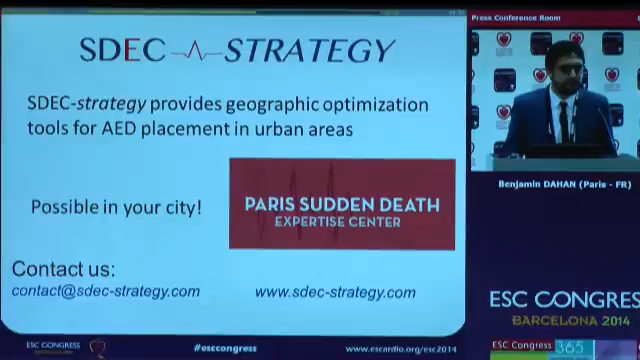 SDEC STRATEGY
SDEC-strategy provides geographic optimization
tools for AED placement in urban areas
Possible in your city!
PARIS SUDDEN DEATH
EXPERTISE CENTER
Contact us:
contact@sdec-strategy.com
www.sdec-strategy.com
ESC CONGRESS
#esccongress
www.escardio.org/esc2014
Press Conference Room
Benjamin DAHAN (Paris - FR)
ESC CONGRES
BARCELONA 2014
ESC Congress
365